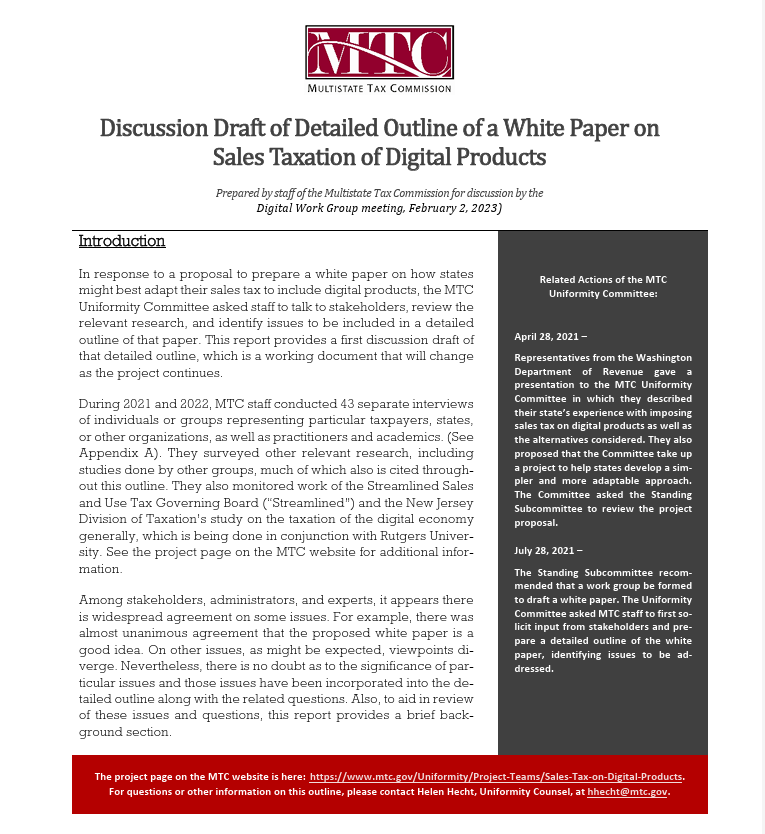 MTC
MULTISTATE TAX COMMISSION
Discussion Draft of Detailed Outline of a White Paper on
Sales Taxation of Digital Products
Prepared by staff of the Multistate Tax Commission for discussion by the
Digital Work Group meeting, February 2, 2023)
Introduction
In response to a proposal to prepare a white paper on how states
might best adapt their sales tax to include digital products, the MTC
Uniformity Committee asked staff to talk to stakeholders, review the
relevant research, and identify issues to be included in a detailed
outline of that paper. This report provides a first discussion draft of
that detailed outline, which is a working document that will change
as the project continues.
During 2021 and 2022, MTC staff conducted 43 separate interviews
of individuals or groups representing particular taxpayers, states,
or other organizations, as well as practitioners and academics. (See
Appendix A). They surveyed other relevant research, including
studies done by other groups, much of which also is cited through-
out this outline. They also monitored work of the Streamlined Sales
and Use Tax Governing Board (“Streamlined”) and the New Jersey
Division of Taxation’s study on the taxation of the digital economy
generally, which is being done in conjunction with Rutgers Univer-
sity. See the project page on the MTC website for additional infor-
mation.
Among stakeholders, administrators, and experts, it appears there
is widespread agreement on some issues. For example, there was
almost unanimous agreement that the proposed white paper is a
good idea. On other issues, as might be expected, viewpoints di-
verge. Nevertheless, there is no doubt as to the significance of par-
ticular issues and those issues have been incorporated into the de-
tailed outline along with the related questions. Also, to aid in review
of these issues and questions, this report provides a brief back-
ground section.
Related Actions of the MTC
Uniformity Committee:
April 28, 2021 –
Representatives from the Washington
Department of Revenue gave a
presentation to the MTC Uniformity
Committee in which they described
their state’s experience with imposing
sales tax on digital products as well as
the alternatives considered. They also
proposed that the Committee take up
a project to help states develop a sim-
pler and more adaptable approach.
The Committee asked the Standing
Subcommittee to review the project
proposal.
July 28, 2021 –
The Standing Subcommittee recom-
mended that a work group be formed
to draft a white paper. The Uniformity
Committee asked MTC staff to first so-
licit input from stakeholders and pre-
pare a detailed outline of the white
paper, identifying issues to be ad-
dressed.
The project page on the MTC website is here: https://www.mtc.gov/Uniformity/Project-Teams/Sales-Tax-on-Digital-Products.
For questions or other information on this outline, please contact Helen Hecht, Uniformity Counsel, at hhecht@mtc.gov.